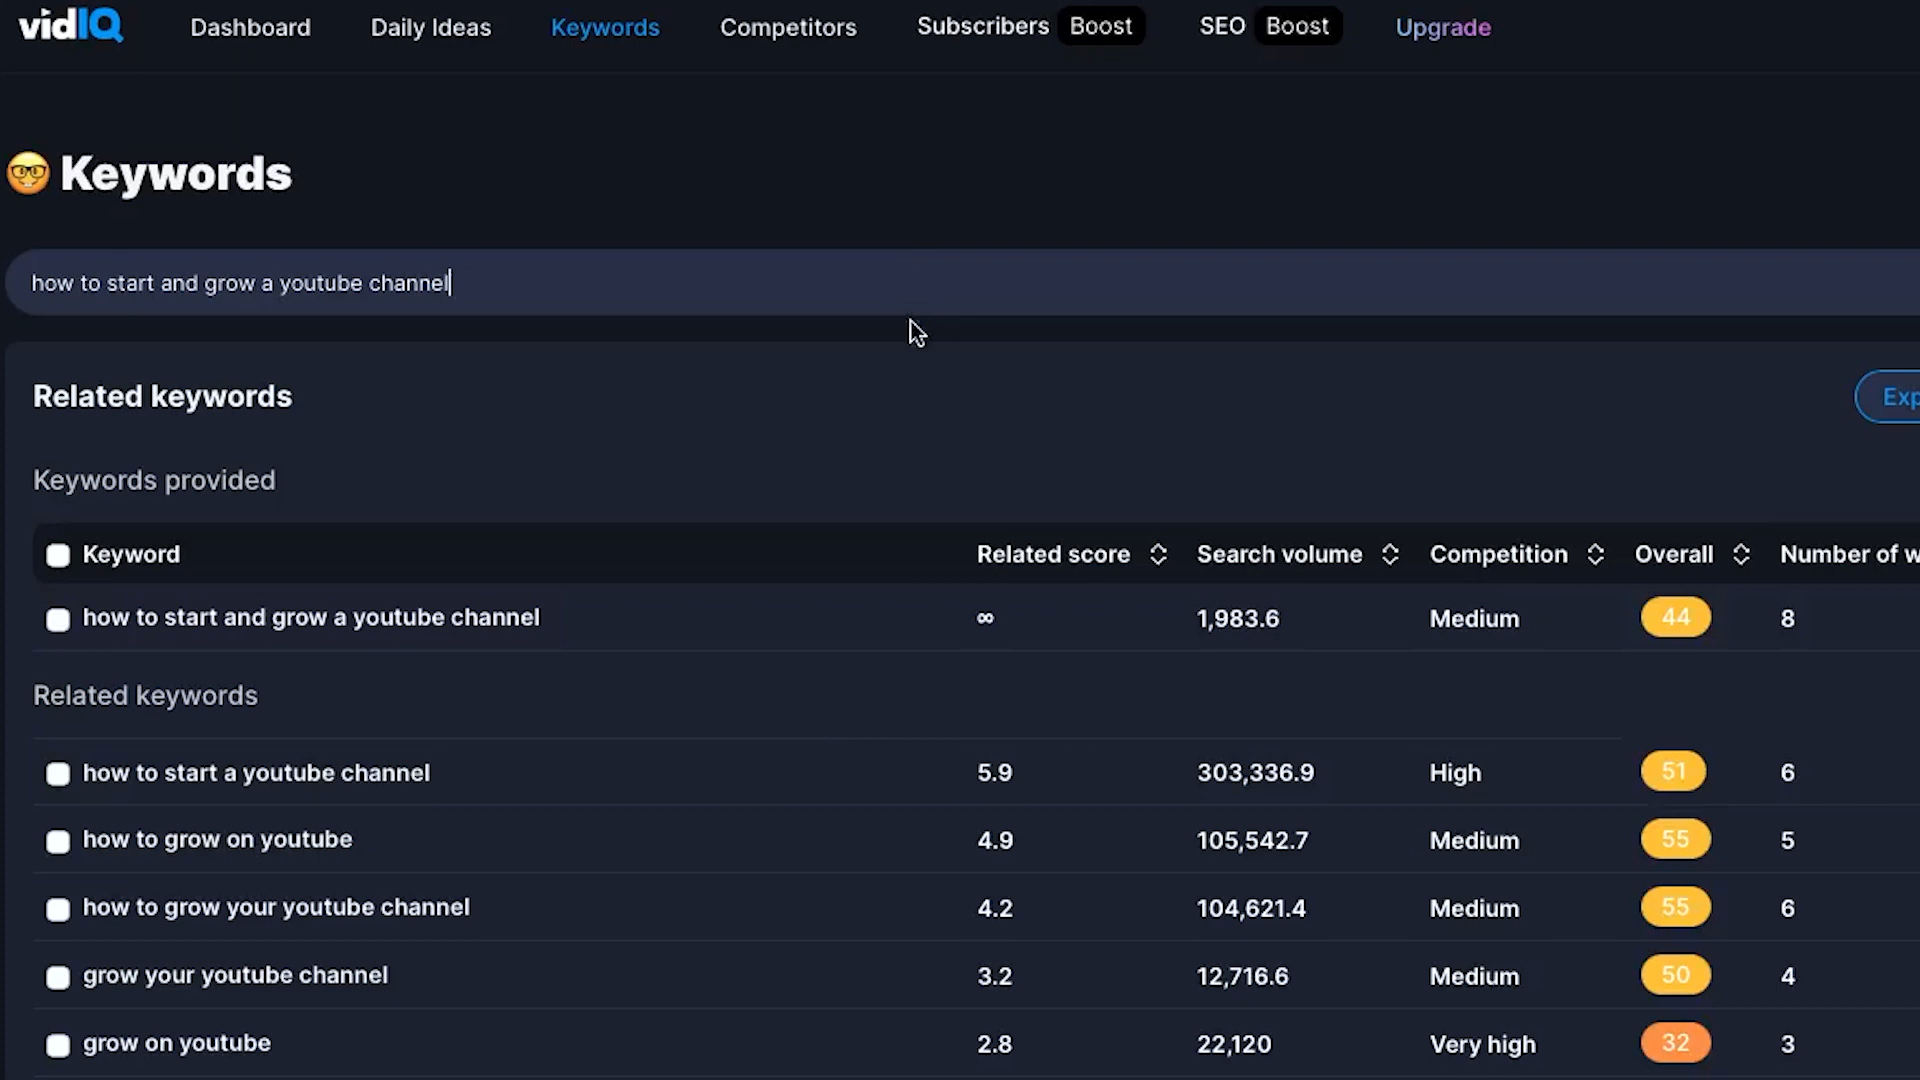 vidIQ Dashboard Daily Ideas Keywords Competitors Subscribers Boost SEO Boost Upgrade
Keywords
how to start and grow a youtube channel
Related keywords Exp
Keywords provided
Keyword Related score Search volume Competition Overall Number of w
how to start and grow a youtube channel ∞ 1,983.6 Medium 44 8
Related keywords
how to start a youtube channel 5.9 303,336.9 High 51 6
how to grow on youtube 4.9 105,542.7 Medium 55 5
how to grow your youtube channel 4.2 104,621.4 Medium 55 6
grow your youtube channel 3.2 12,716.6 Medium 50 4
grow on youtube 2.8 22,120 Very high 32 3